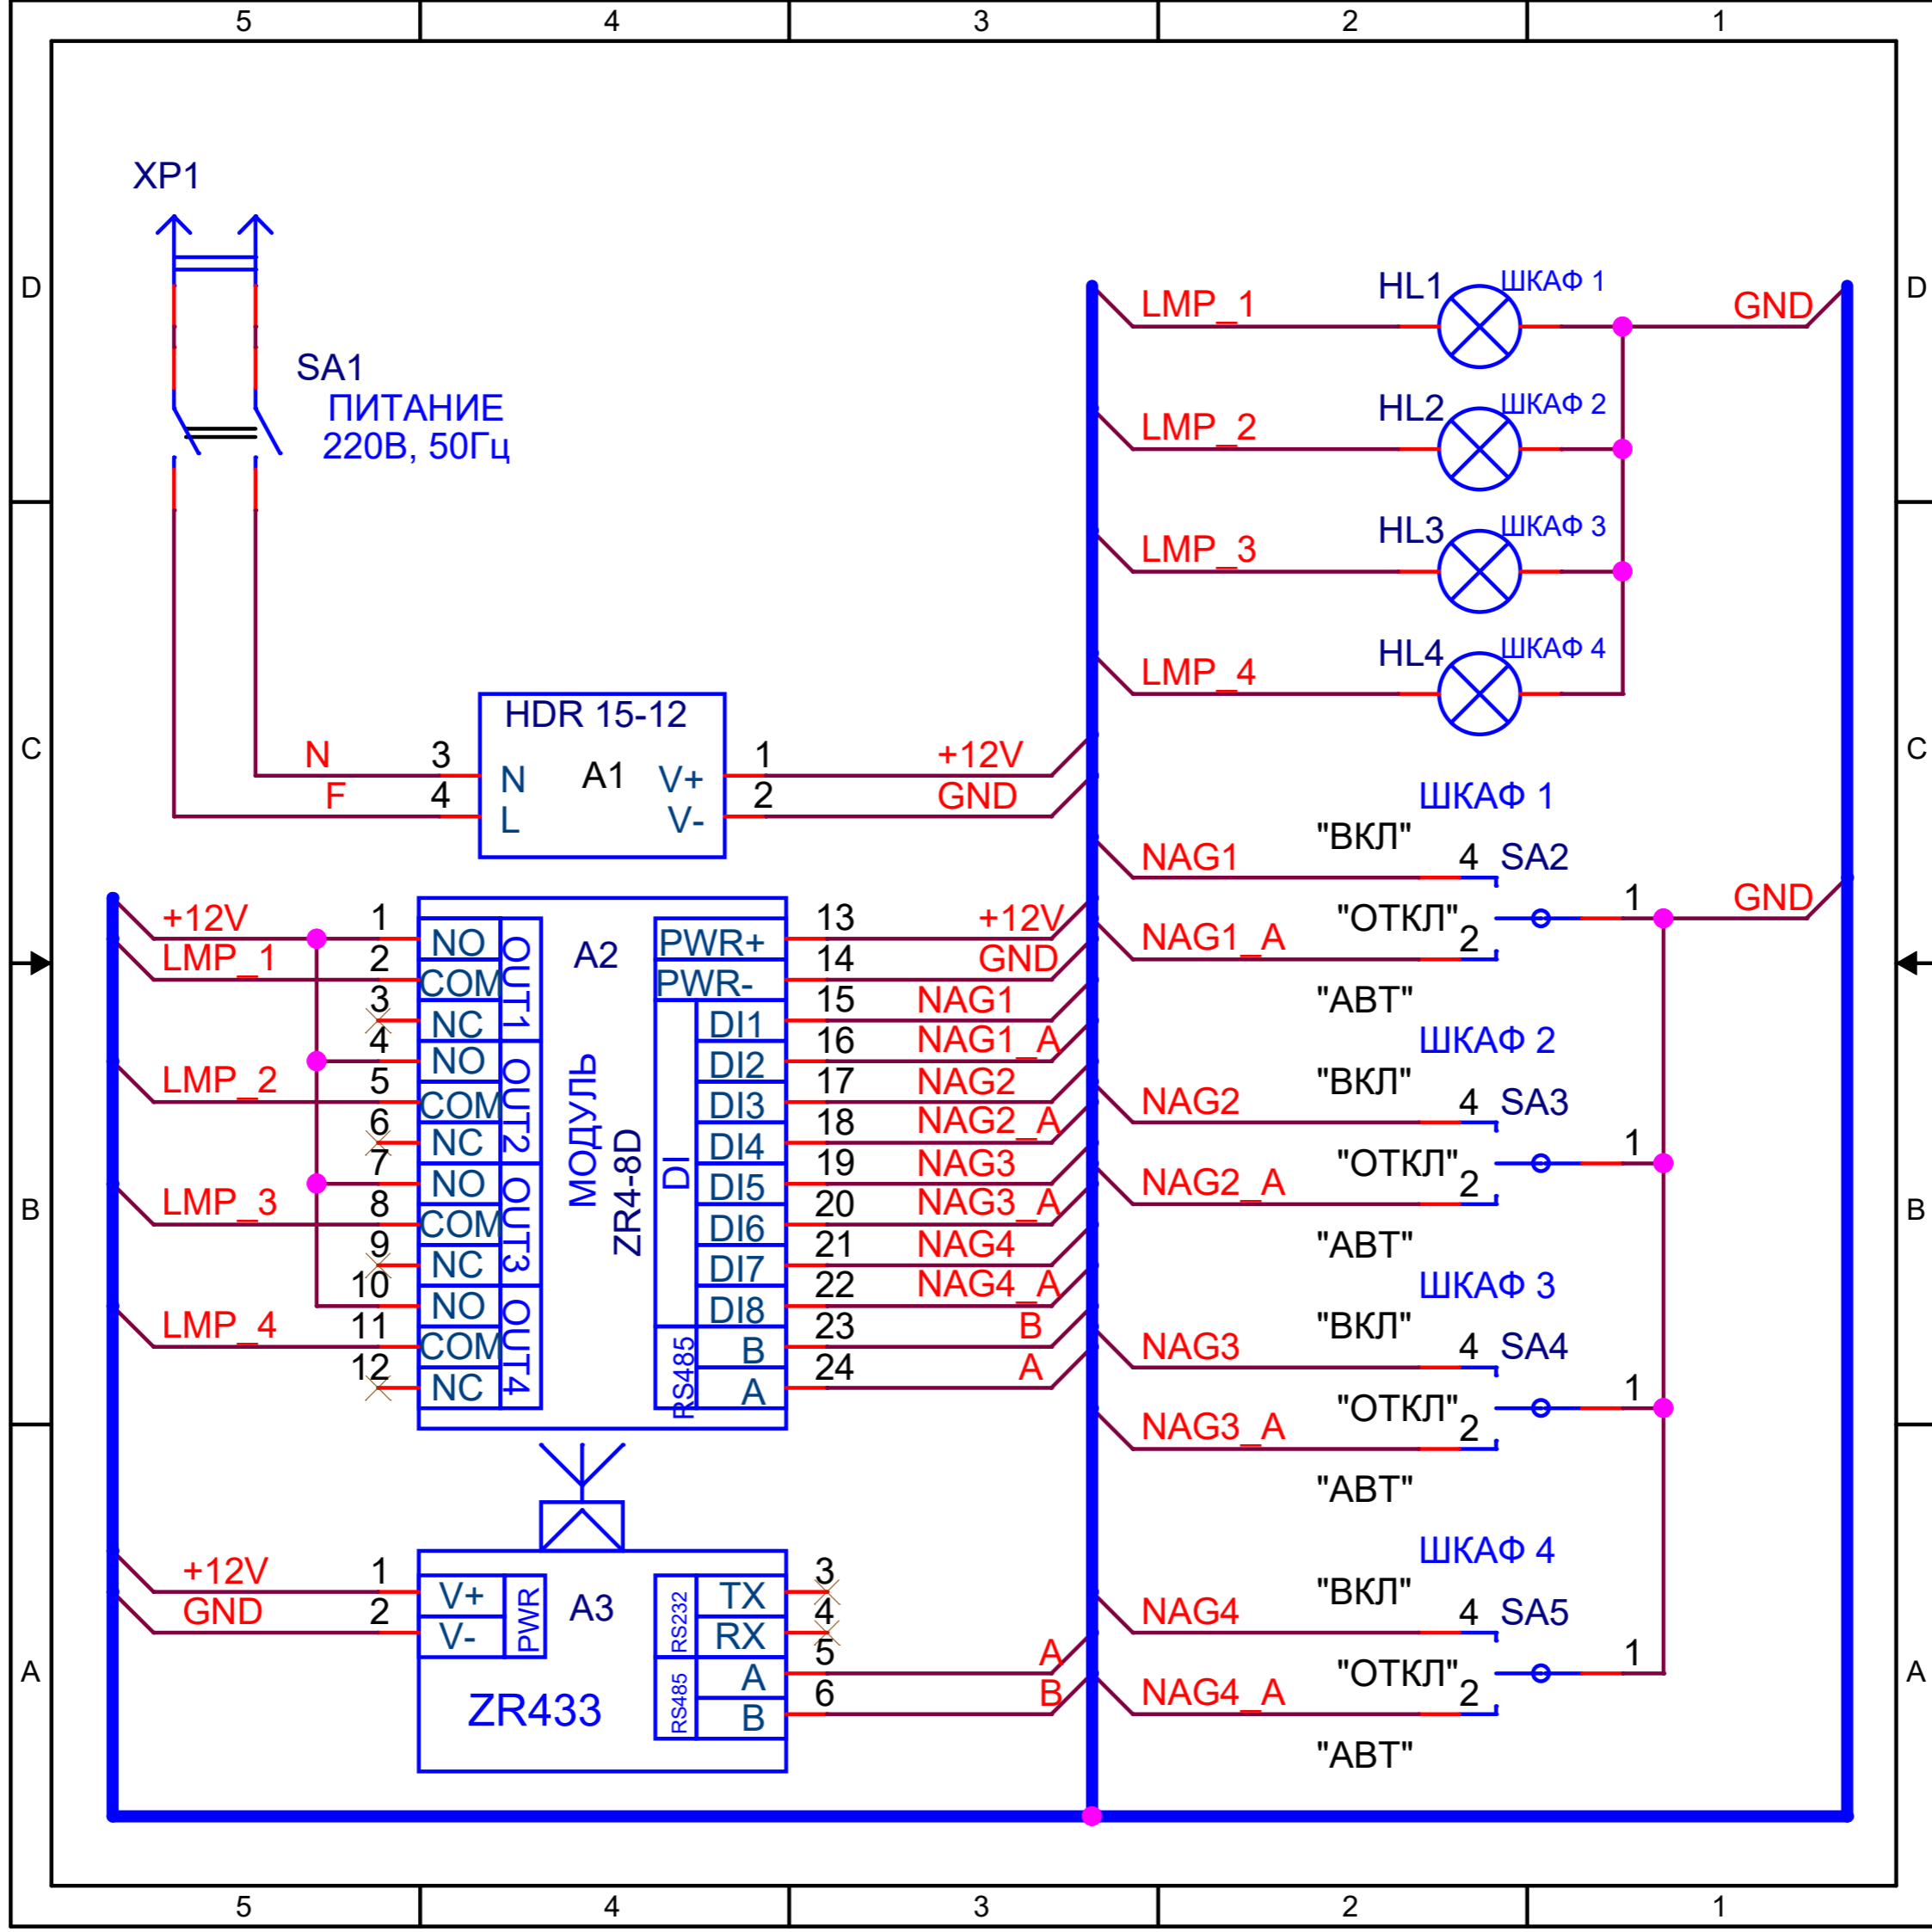 5 4 3 2 1
D D
C C
B B
A A
XP1
SA1
ПИТАНИЕ
220В, 50Гц
LMP_1 HL1 ШКАФ 1 GND
LMP_2 HL2 ШКАФ 2
LMP_3 HL3 ШКАФ 3
LMP_4 HL4 ШКАФ 4
HDR 15-12
A1
N 3 N V+ 1 +12V
F 4 L V- 2 GND
A2
МОДУЛЬ
ZR4-8D
+12V 1 NO
LMP_1 2 COM OUT1
3 NC
4 NO
LMP_2 5 COM OUT2
6 NC
7 NO
LMP_3 8 COM OUT3
9 NC
10 NO
LMP_4 11 COM OUT4
12 NC
PWR+ 13 +12V
PWR- 14 GND
DI
DI1 15 NAG1
DI2 16 NAG1_A
DI3 17 NAG2
DI4 18 NAG2_A
DI5 19 NAG3
DI6 20 NAG3_A
DI7 21 NAG4
DI8 22 NAG4_A
RS485
B 23 B
A 24 A
A3
ZR433
+12V 1 V+ PWR
GND 2 V-
RS232 TX 3
RX 4
RS485 A 5 A
B 6 B
ШКАФ 1
"ВКЛ"
NAG1 4 SA2
"ОТКЛ" 1 GND
NAG1_A 2
"АВТ"
ШКАФ 2
"ВКЛ"
NAG2 4 SA3
"ОТКЛ" 1
NAG2_A 2
"АВТ"
ШКАФ 3
"ВКЛ"
NAG3 4 SA4
"ОТКЛ" 1
NAG3_A 2
"АВТ"
ШКАФ 4
"ВКЛ"
NAG4 4 SA5
"ОТКЛ" 1
NAG4_A 2
"АВТ"
5 4 3 2 1